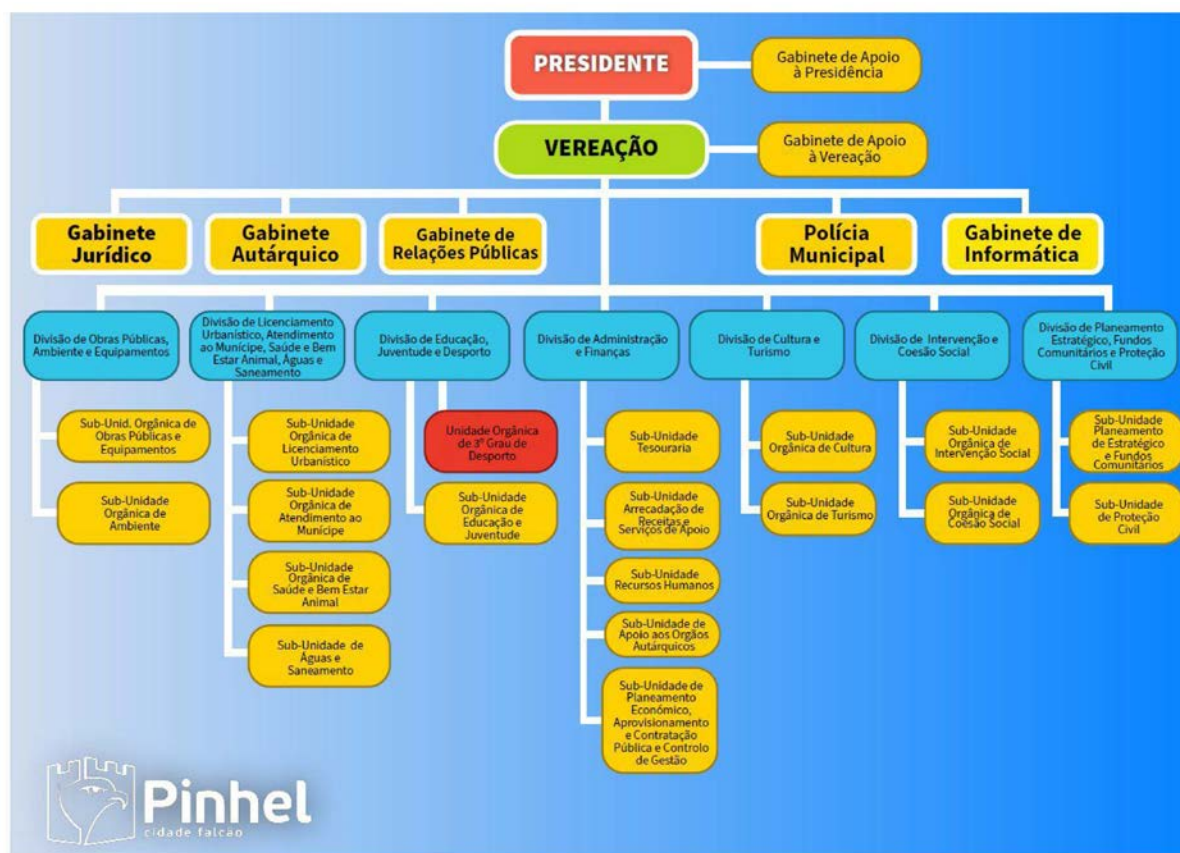 PRESIDENTE
Gabinete de Apoio
à Presidência
VEREAÇÃO
Gabinete de Apoio
à Vereação
Gabinete
Jurídico
Gabinete
Autárquico
Gabinete de
Relações Públicas
Polícia
Municipal
Gabinete de
Informática
Divisão de Obras Públicas,
Ambiente e Equipamentos
Divisão de Licenciamento
Urbanístico, Atendimento
ao Munícipe, Saúde e Bem
Estar Animal, Águas e
Saneamento
Divisão de Educação,
Juventude e Desporto
Divisão de Administração
e Finanças
Divisão de Cultura e
Turismo
Divisão de Intervenção e
Coesão Social
Divisão de Planeamento
Estratégico, Fundos
Comunitários e Proteção
Civil
Sub-Unid. Orgânica de
Obras Públicas e
Equipamentos
Sub-Unidade
Orgânica de
Ambiente
Sub-Unidade
Orgânica de
Licenciamento
Urbanístico
Sub-Unidade
Orgânica de
Atendimento ao
Munícipe
Sub-Unidade
Orgânica de
Saúde e Bem Estar
Animal
Sub-Unidade de
Águas e
Saneamento
Unidade Orgânica
de 3º Grau de
Desporto
Sub-Unidade
Orgânica de
Educação e
Juventude
Sub-Unidade
Tesouraria
Sub-Unidade
Arrecadação de
Receitas e
Serviços de Apoio
Sub-Unidade
Recursos Humanos
Sub-Unidade de
Apoio aos Orgãos
Autárquicos
Sub-Unidade de
Planeamento
Económico,
Aprovisionamento
e Contratação
Pública e Controlo
de Gestão
Sub-Unidade
Orgânica de Cultura
Sub-Unidade
Orgânica de Turismo
Sub-Unidade
Orgânica de
Intervenção Social
Sub-Unidade
Orgânica de
Coesão Social
Sub-Unidade
Planeamento
de Estratégico
e Fundos
Comunitários
Sub-Unidade
de Proteção
Civil
Pinhel
cidade falcão